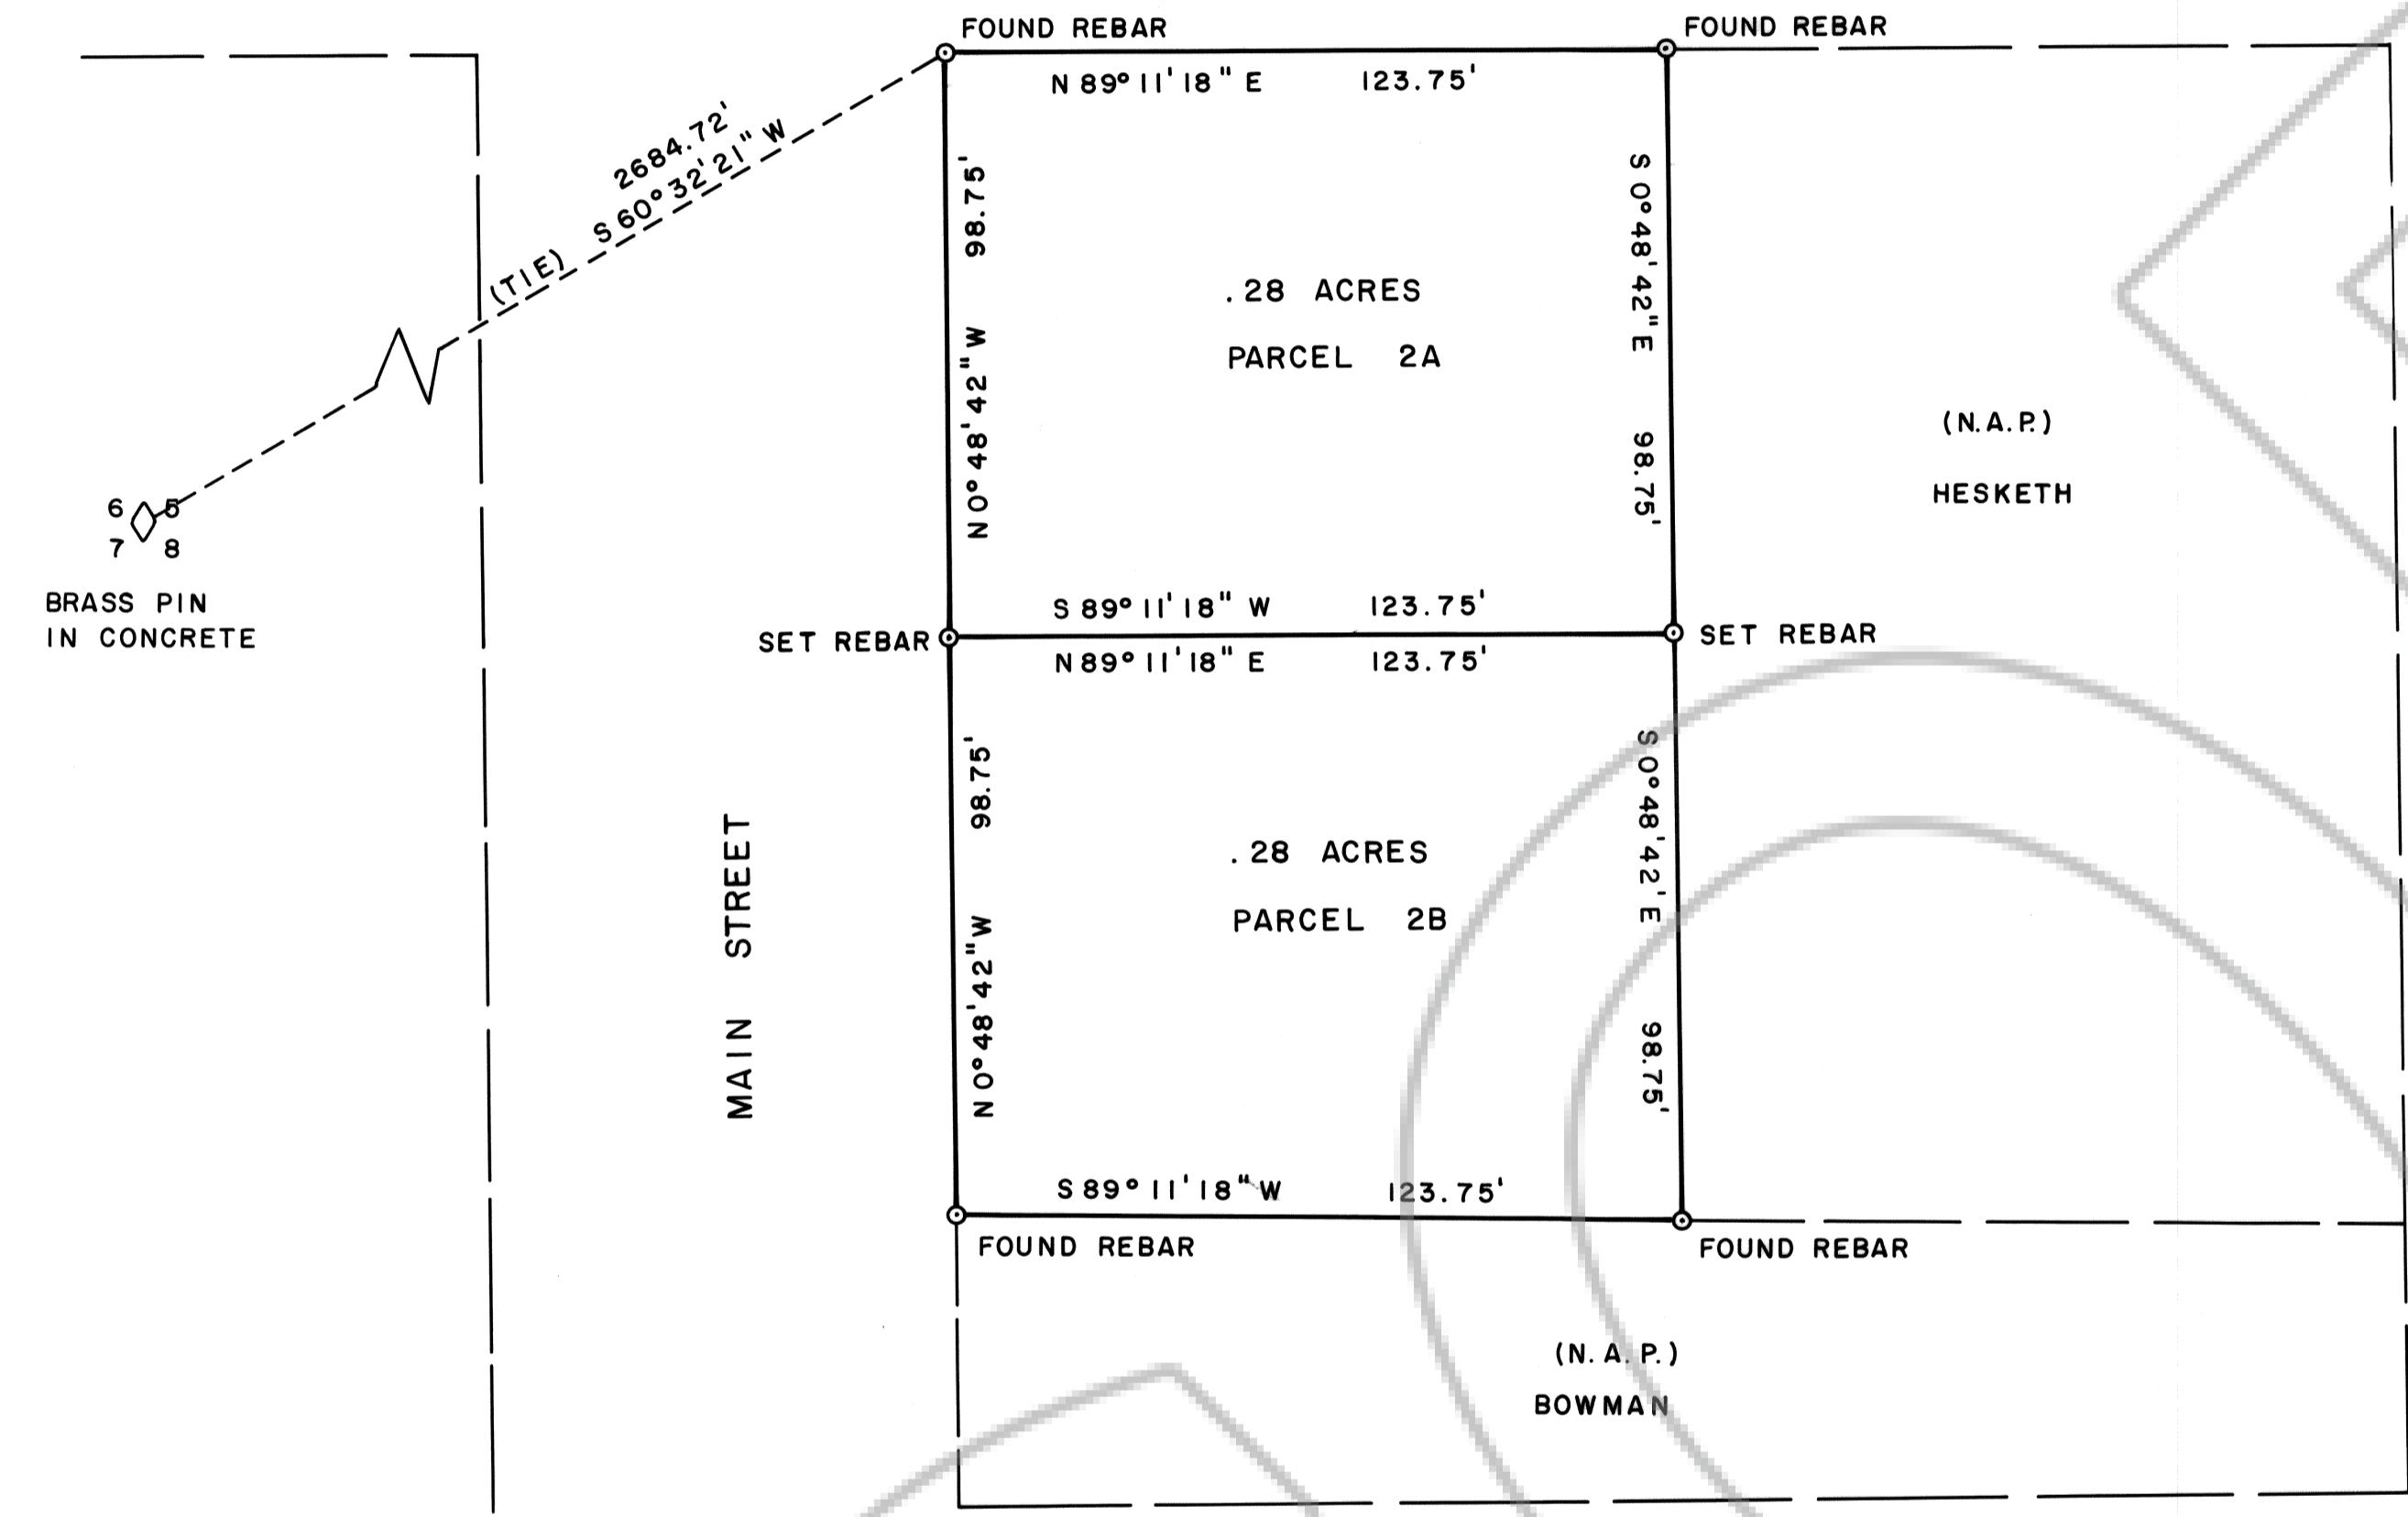 FOUND REBAR
FOUND REBAR
N 89° 11' 18" E 123.75'
2684.72'
(TIE) S 60° 32' 21" W
N 0° 48' 42" W 98.75'
S 0° 48' 42" E 98.75'
.28 ACRES
PARCEL 2A
(N.A.P.)
HESKETH
6 5
7 8
BRASS PIN
IN CONCRETE
S 89° 11' 18" W 123.75'
SET REBAR
SET REBAR
N 89° 11' 18" E 123.75'
MAIN STREET
N 0° 48' 42" W 98.75'
S 0° 48' 42' E 98.75'
.28 ACRES
PARCEL 2B
S 89° 11' 18" W 123.75'
FOUND REBAR
FOUND REBAR
(N.A.P.)
BOWMAN